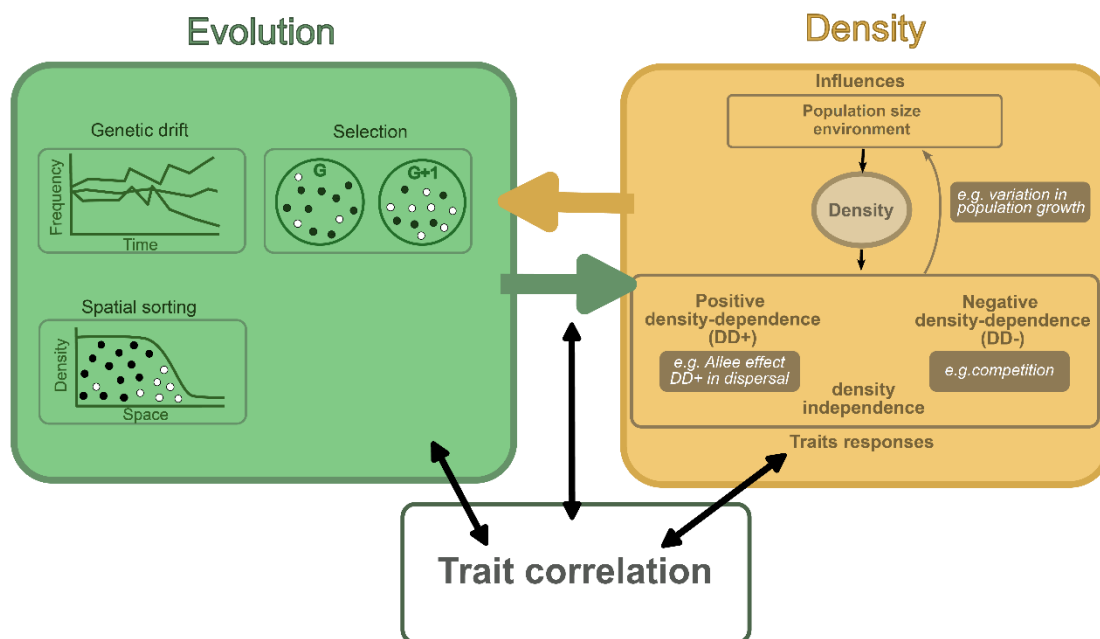 Evolution
Genetic drift
Frequency
Time
Selection
G
G+1
Spatial sorting
Density
Space
Density
Influences
Population size
environment
Density
e.g. variation in
population growth
Positive
density-dependence
(DD+)
e.g. Allee effect
DD+ in dispersal
Negative
density-dependence
(DD-)
e.g.competition
density
independence
Traits responses
Trait correlation